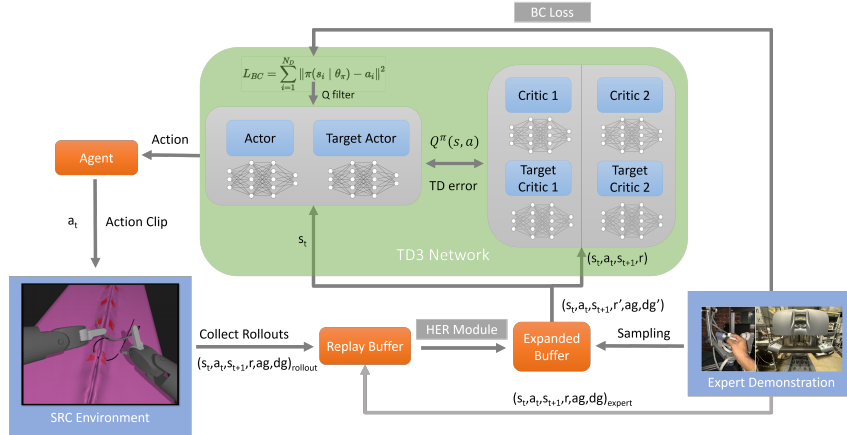 BC Loss
L_{BC} = \sum_{i=1}^{N_D} \| \pi(s_i \mid \theta_\pi) - a_i \|^2
Q filter
Critic 1
Critic 2
Action
Actor
Target Actor
Q^π(s,a)
Agent
TD error
Target
Critic 1
Target
Critic 2
a_t
Action Clip
s_t
TD3 Network
(s_t,a_t,s_{t+1},r)
(s_t,a_t,s_{t+1},r',ag,dg')
Collect Rollouts
HER Module
Replay Buffer
Expanded
Buffer
Sampling
(s_t,a_t,s_{t+1},r,ag,dg)_{rollout}
Expert Demonstration
(s_t,a_t,s_{t+1},r,ag,dg)_{expert}
SRC Environment